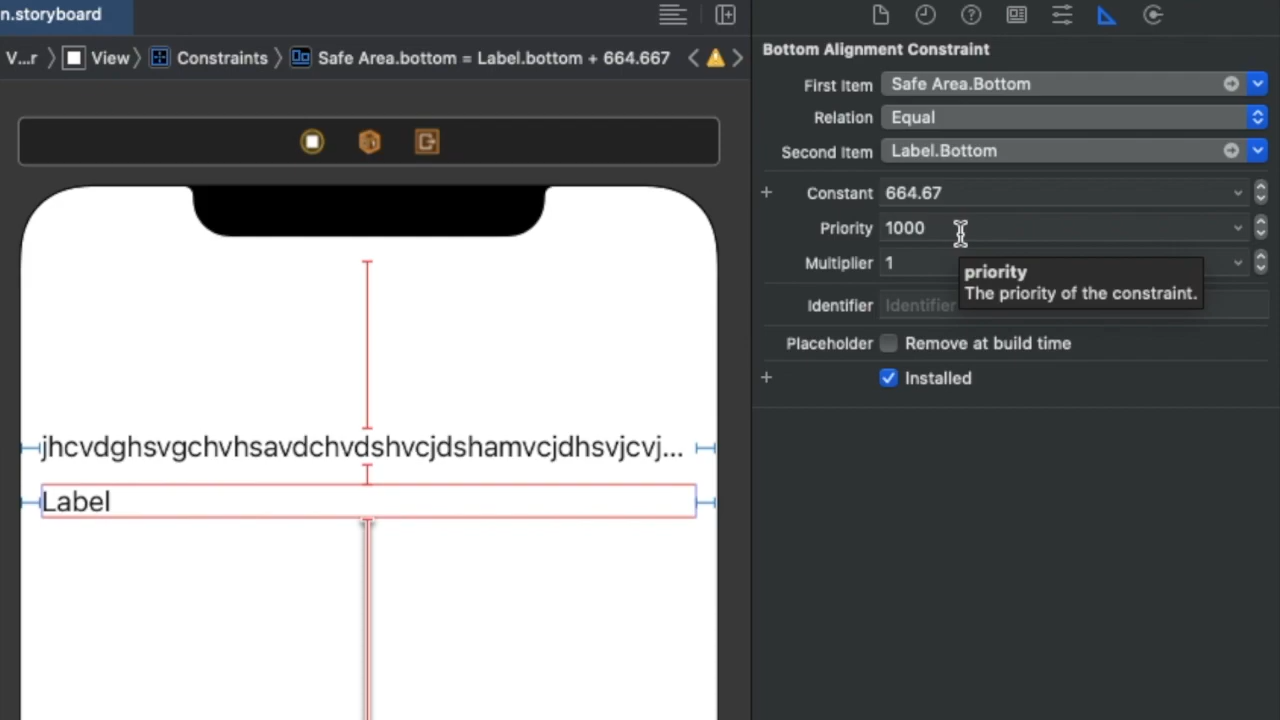 n.storyboard
V...r
View
Constraints
Safe Area.bottom = Label.bottom + 664.667
Bottom Alignment Constraint
First Item
Safe Area.Bottom
Relation
Equal
Second Item
Label.Bottom
+
Constant
664.67
Priority
1000
Multiplier
1
priority
The priority of the constraint.
Identifier
Identifier
Placeholder
Remove at build time
+
Installed
jhcvdghsvgchvhsavdchvdshvcjdshamvcjdhsvjcvj...
Label